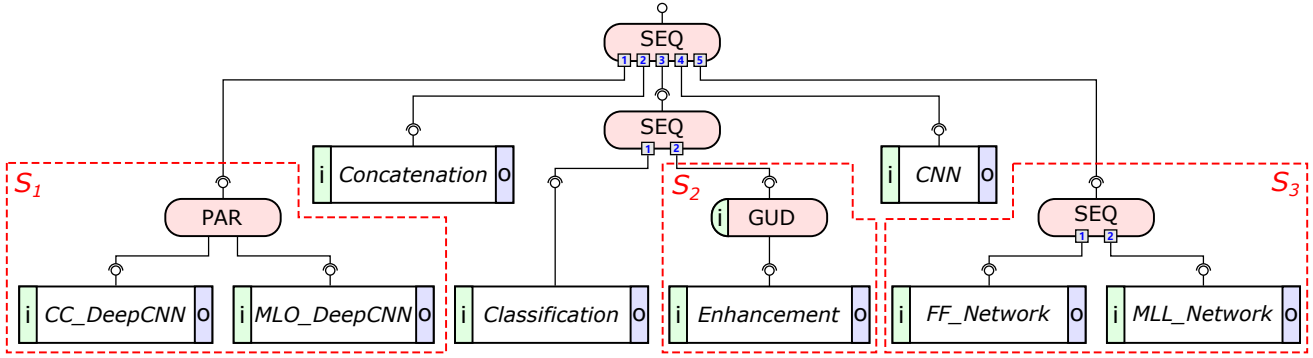 SEQ
1 2 3 4 5
SEQ
1 2
i Concatenation o
i CNN o
S1
S2
S3
PAR
i GUD
SEQ
1 2
i CC_DeepCNN o
i MLO_DeepCNN o
i Classification o
i Enhancement o
i FF_Network o
i MLL_Network o